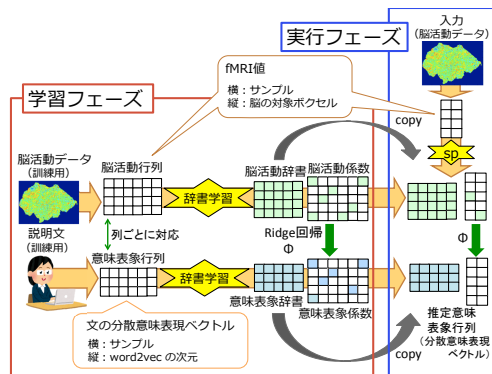 実行フェーズ
入力
(脳活動データ)
fMRI値
横：サンプル
縦：脳の対象ボクセル
学習フェーズ
copy
sp
脳活動データ
(訓練用)
脳活動行列
辞書学習
脳活動辞書
脳活動係数
説明文
(訓練用)
列ごとに対応
Ridge回帰
Φ
Φ
意味表象行列
辞書学習
意味表象辞書
意味表象係数
推定意味
表象行列
(分散意味表現
ベクトル)
文の分散意味表現ベクトル
横：サンプル
縦：word2vec の次元
copy